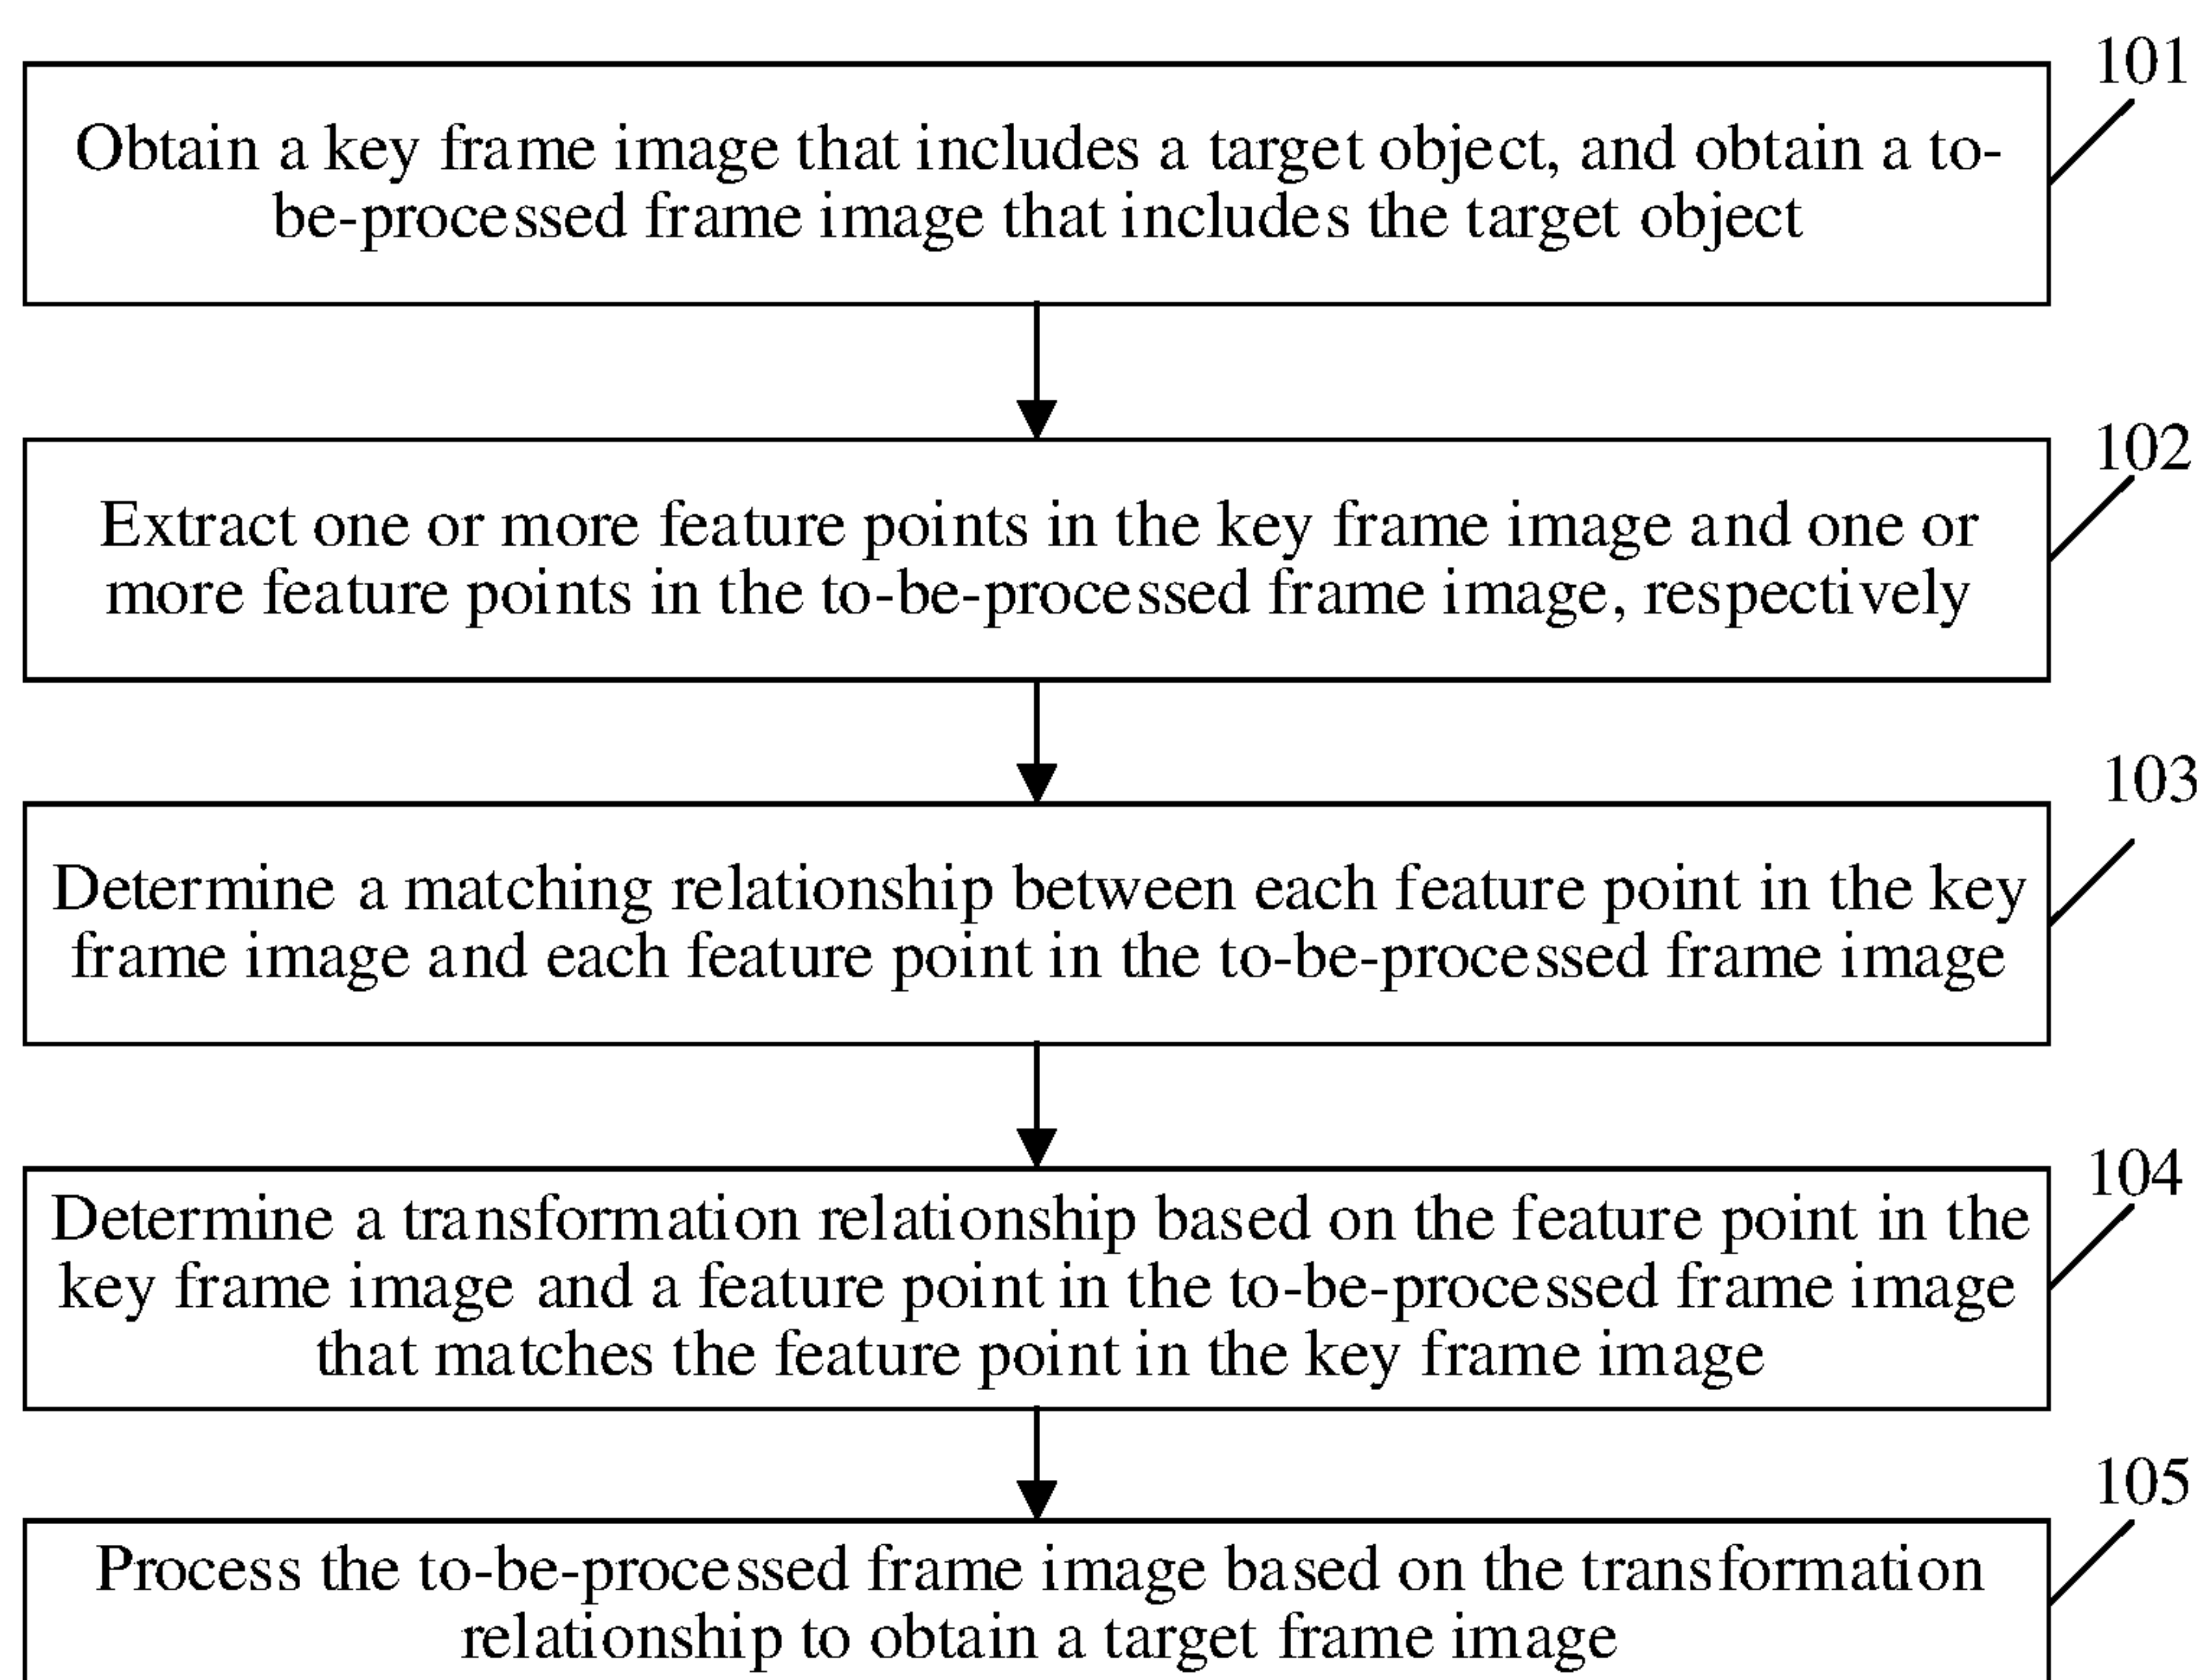 101
Obtain a key frame image that includes a target object, and obtain a to-
be-processed frame image that includes the target object
102
Extract one or more feature points in the key frame image and one or
more feature points in the to-be-processed frame image, respectively
103
Determine a matching relationship between each feature point in the key
frame image and each feature point in the to-be-processed frame image
104
Determine a transformation relationship based on the feature point in the
key frame image and a feature point in the to-be-processed frame image
that matches the feature point in the key frame image
105
Process the to-be-processed frame image based on the transformation
relationship to obtain a target frame image